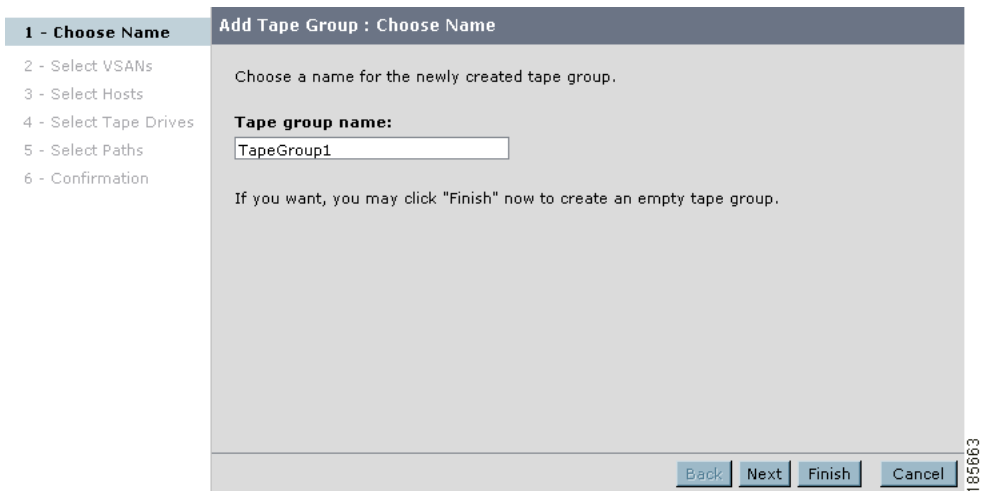 1 - Choose Name
2 - Select VSANs
3 - Select Hosts
4 - Select Tape Drives
5 - Select Paths
6 - Confirmation
Add Tape Group : Choose Name
Choose a name for the newly created tape group.
Tape group name:
TapeGroup1
If you want, you may click "Finish" now to create an empty tape group.
Back Next Finish Cancel
185663